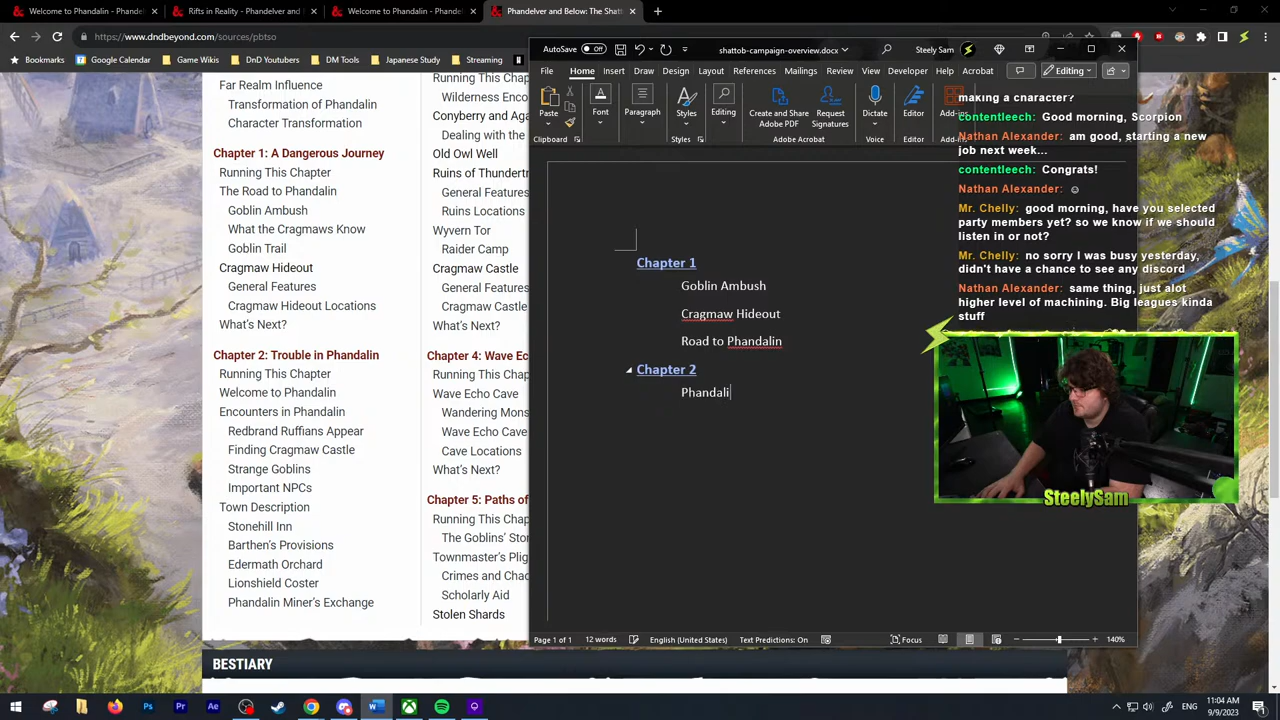 Welcome to Phandalin - Phandel
Rifts in Reality - Phandelver and
Welcome to Phandalin - Phandel
Phandelver and Below: The Shatt
https://www.dndbeyond.com/sources/pbtso
Bookmarks
Google Calendar
Game Wikis
DnD Youtubers
DM Tools
Japanese Study
Streaming
Far Realm Influence
Transformation of Phandalin
Character Transformation
Chapter 1: A Dangerous Journey
Running This Chapter
The Road to Phandalin
Goblin Ambush
What the Cragmaws Know
Goblin Trail
Cragmaw Hideout
General Features
Cragmaw Hideout Locations
What's Next?
Chapter 2: Trouble in Phandalin
Running This Chapter
Welcome to Phandalin
Encounters in Phandalin
Redbrand Ruffians Appear
Finding Cragmaw Castle
Strange Goblins
Important NPCs
Town Description
Stonehill Inn
Barthen's Provisions
Edermath Orchard
Lionshield Coster
Phandalin Miner's Exchange
Running This Chap
Wilderness Enco
Conyberry and Aga
Dealing with the
Old Owl Well
Ruins of Thundertr
General Features
Ruins Locations
Wyvern Tor
Raider Camp
Cragmaw Castle
General Features
Cragmaw Castle
What's Next?
Chapter 4: Wave Ec
Running This Chap
Wave Echo Cave
Wandering Mons
Wave Echo Cave
Cave Locations
What's Next?
Chapter 5: Paths of
Running This Chap
The Goblins' Stor
Townmaster's Plig
Crimes and Chac
Scholarly Aid
Stolen Shards
BESTIARY
AutoSave Off
shattob-campaign-overview.docx
Steely Sam
File Home Insert Draw Design Layout References Mailings Review View Developer Help Acrobat
Editing
Paste
Font
Paragraph
Styles
Editing
Create and Share Adobe PDF
Request Signatures
Dictate
Editor
Add-in
Clipboard
Styles
Adobe Acrobat
Voice
Editor
Add-in
Chapter 1
Goblin Ambush
Cragmaw Hideout
Road to Phandalin
Chapter 2
Phandali
Page 1 of 1
12 words
English (United States)
Text Predictions: On
Focus
140%
making a character?
contentleech: Good morning, Scorpion
Nathan Alexander: am good, starting a new
job next week...
contentleech: Congrats!
Nathan Alexander: ☺
Mr. Chelly: good morning, have you selected
party members yet? so we know if we should
listen in or not?
Mr. Chelly: no sorry I was busy yesterday,
didn't have a chance to see any discord
Nathan Alexander: same thing, just alot
higher level of machining. Big leagues kinda
stuff
SteelySam
11:04 AM
9/9/2023